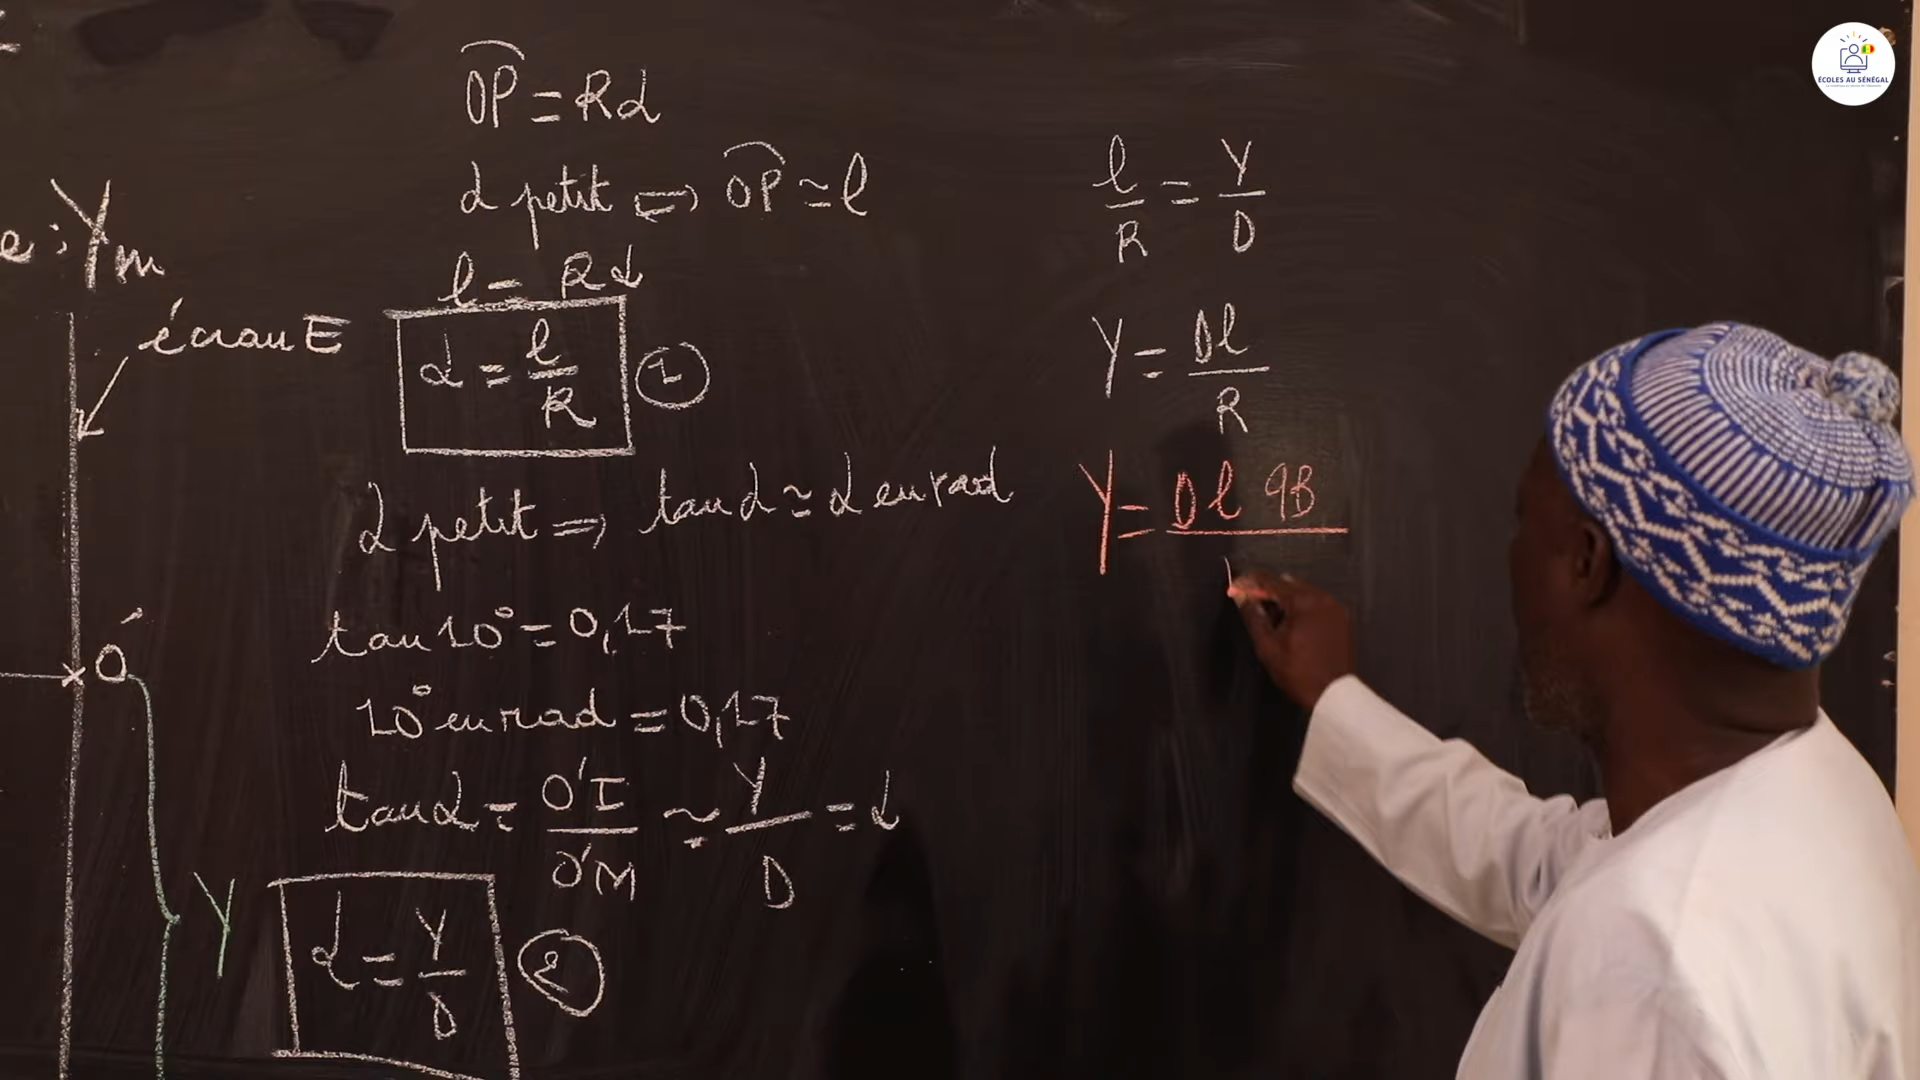 e : Ym
écran E
O'
Y
OP = Rα
α petit ⇔ OP ≃ l
l = Rα
α = l/R ①
α petit ⇒ tan α ≃ α en rad
tan 10° = 0,17
10° en rad = 0,17
tan α = O'I/O'M ≃ Y/D = α
α = Y/D ②
l/R = Y/D
Y = Dl/R
Y = Dl qB
ÉCOLES AU SÉNÉGAL